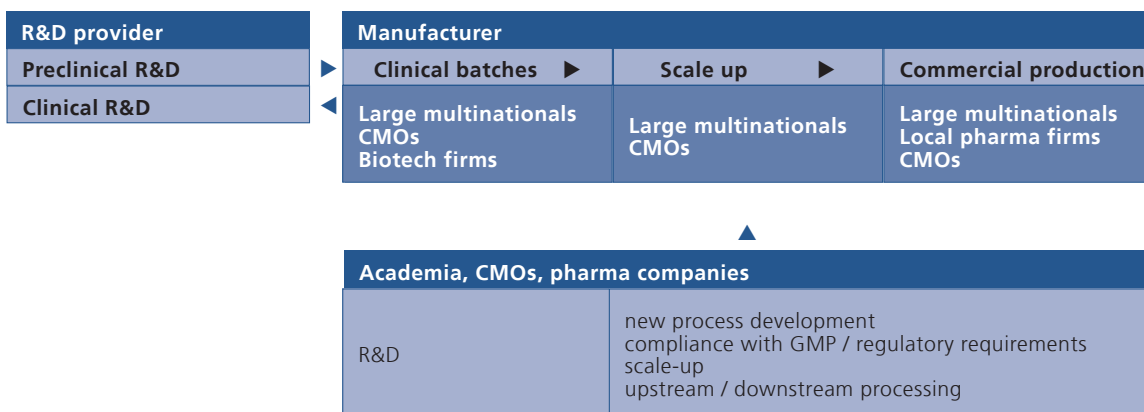 R&D provider
Preclinical R&D
Clinical R&D
Manufacturer
Clinical batches
Scale up
Commercial production
Large multinationals
CMOs
Biotech firms
Large multinationals
CMOs
Large multinationals
Local pharma firms
CMOs
Academia, CMOs, pharma companies
R&D
new process development
compliance with GMP / regulatory requirements
scale-up
upstream / downstream processing